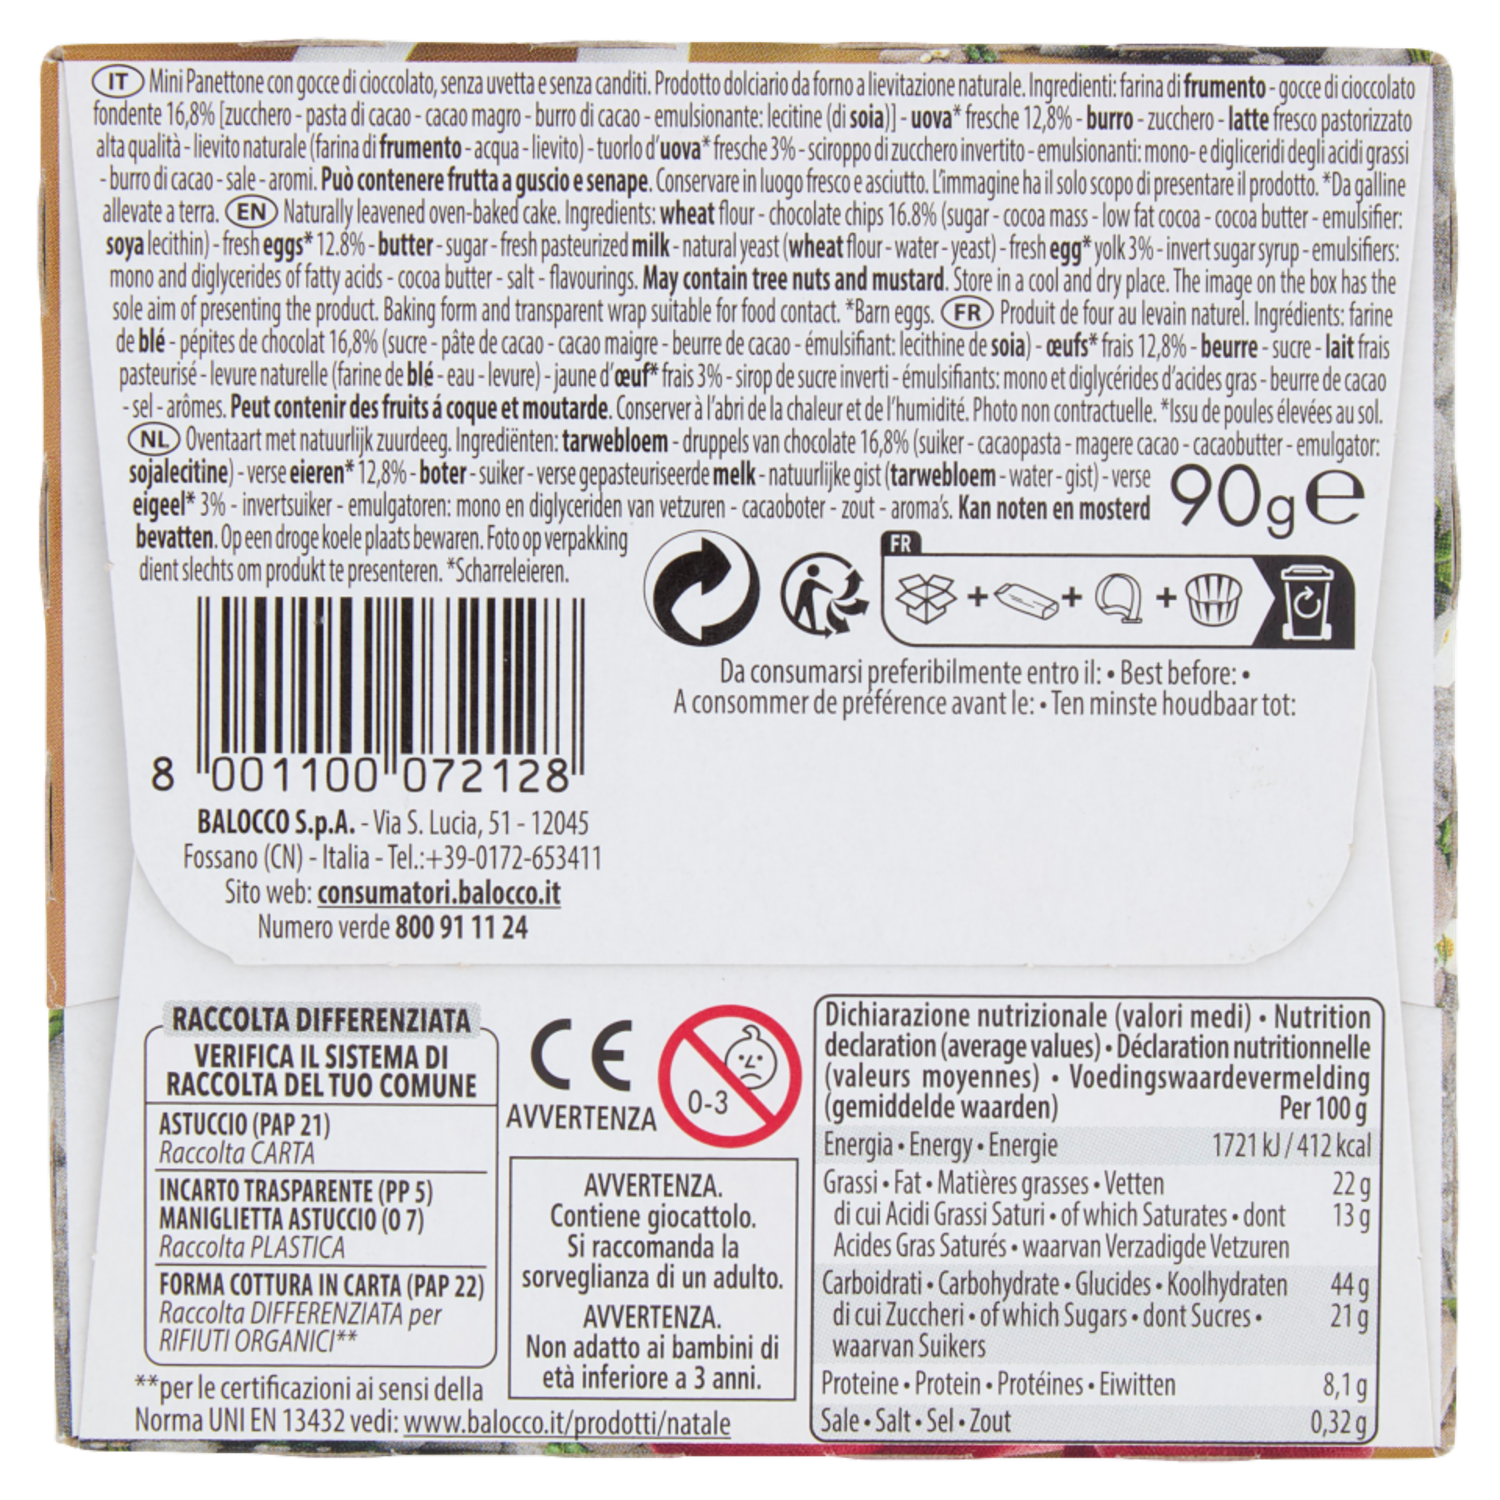 IT Mini Panettone con gocce di cioccolato, senza uvetta e senza canditi. Prodotto dolciario da forno a lievitazione naturale. Ingredienti: farina di frumento - gocce di cioccolato
fondente 16,8% [zucchero - pasta di cacao - cacao magro - burro di cacao - emulsionante: lecitine (di soia)] - uova* fresche 12,8% - burro - zucchero - latte fresco pastorizzato
alta qualità - lievito naturale (farina di frumento - acqua - lievito) - tuorlo d'uova* fresche 3% - sciroppo di zucchero invertito - emulsionanti: mono- e digliceridi degli acidi grassi
- burro di cacao - sale - aromi. Può contenere frutta a guscio e senape. Conservare in luogo fresco e asciutto. L'immagine ha il solo scopo di presentare il prodotto. *Da galline
allevate a terra. EN Naturally leavened oven-baked cake. Ingredients: wheat flour - chocolate chips 16.8% (sugar - cocoa mass - low fat cocoa - cocoa butter - emulsifier:
soya lecithin) - fresh eggs* 12.8% - butter - sugar - fresh pasteurized milk - natural yeast (wheat flour - water - yeast) - fresh egg* yolk 3% - invert sugar syrup - emulsifiers:
mono and diglycerides of fatty acids - cocoa butter - salt - flavourings. May contain tree nuts and mustard. Store in a cool and dry place. The image on the box has the
sole aim of presenting the product. Baking form and transparent wrap suitable for food contact. *Barn eggs. FR Produit de four au levain naturel. Ingrédients: farine
de blé - pépites de chocolat 16,8% (sucre - pâte de cacao - cacao maigre - beurre de cacao - émulsifiant: lécithine de soia) - œufs* frais 12,8% - beurre - sucre - lait frais
pasteurisé - levure naturelle (farine de blé - eau - levure) - jaune d'œuf* frais 3% - sirop de sucre inverti - émulsifiants: mono et diglycérides d'acides gras - beurre de cacao
- sel - arômes. Peut contenir des fruits á coque et moutarde. Conserver à l'abri de la chaleur et de l'humidité. Photo non contractuelle. *Issu de poules élevées au sol.
NL Oventaart met natuurlijk zuurdeeg. Ingrediënten: tarwebloem - druppels van chocolate 16,8% (suiker - cacaopasta - magere cacao - cacaobutter - emulgator:
sojalecitine) - verse eieren* 12,8% - boter - suiker - verse gepasteuriseerde melk - natuurlijke gist (tarwebloem - water - gist) - verse
eigeel* 3% - invertsuiker - emulgatoren: mono en diglyceriden van vetzuren - cacaoboter - zout - aroma's. Kan noten en mosterd
bevatten. Op een droge koele plaats bewaren. Foto op verpakking
dient slechts om produkt te presenteren. *Scharreleieren.
90g e
FR
+ + +
Da consumarsi preferibilmente entro il: • Best before: •
A consommer de préférence avant le: • Ten minste houdbaar tot:
8 001100 072128
BALOCCO S.p.A. - Via S. Lucia, 51 - 12045
Fossano (CN) - Italia - Tel.:+39-0172-653411
Sito web: consumatori.balocco.it
Numero verde 800 91 11 24
RACCOLTA DIFFERENZIATA
VERIFICA IL SISTEMA DI
RACCOLTA DEL TUO COMUNE
ASTUCCIO (PAP 21)
Raccolta CARTA
INCARTO TRASPARENTE (PP 5)
MANIGLIETTA ASTUCCIO (O 7)
Raccolta PLASTICA
FORMA COTTURA IN CARTA (PAP 22)
Raccolta DIFFERENZIATA per
RIFIUTI ORGANICI**
**per le certificazioni ai sensi della
Norma UNI EN 13432 vedi: www.balocco.it/prodotti/natale
CE
AVVERTENZA
0-3
AVVERTENZA.
Contiene giocattolo.
Si raccomanda la
sorveglianza di un adulto.
AVVERTENZA.
Non adatto ai bambini di
età inferiore a 3 anni.
Dichiarazione nutrizionale (valori medi) • Nutrition
declaration (average values) • Déclaration nutritionnelle
(valeurs moyennes) • Voedingswaardevermelding
(gemiddelde waarden) Per 100 g
Energia • Energy • Energie 1721 kJ / 412 kcal
Grassi • Fat • Matières grasses • Vetten 22 g
di cui Acidi Grassi Saturi • of which Saturates • dont 13 g
Acides Gras Saturés • waarvan Verzadigde Vetzuren
Carboidrati • Carbohydrate • Glucides • Koolhydraten 44 g
di cui Zuccheri • of which Sugars • dont Sucres • 21 g
waarvan Suikers
Proteine • Protein • Protéines • Eiwitten 8,1 g
Sale • Salt • Sel • Zout 0,32 g